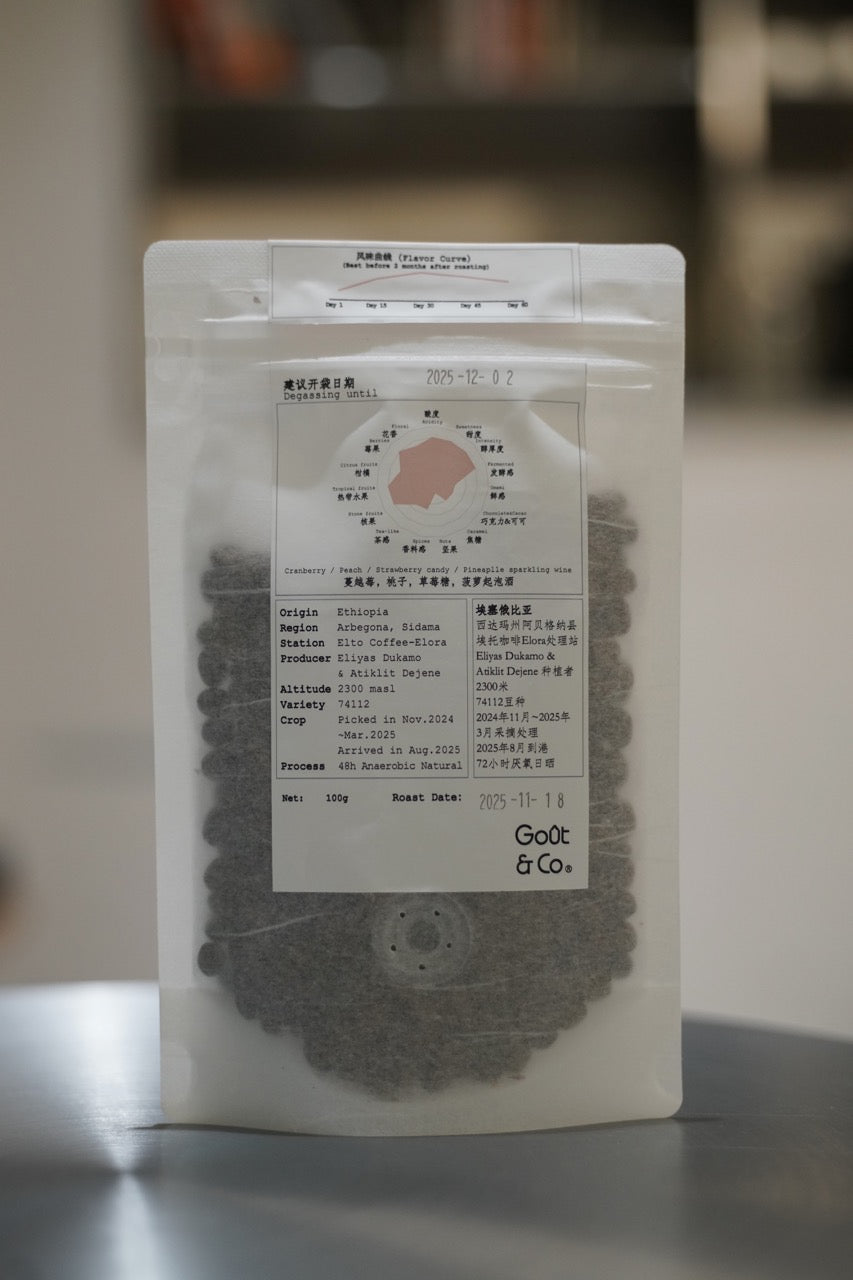 风味曲线 (Flavor Curve)
(Best before 2 months after roasting)
Day 1 Day 15 Day 30 Day 45 Day 60
建议开袋日期 2025-12-02
Degassing until
酸度
Acidity
Floral
花香
Sweetness
甜度
Berries
莓果
Intensity
醇厚度
Citrus fruits
柑橘
Fermented
发酵感
Tropical fruits
热带水果
Umami
鲜感
Stone fruits
核果
Chocolate&Cacao
巧克力&可可
Tea-like
茶感
Caramel
焦糖
Spices
香料感
Nuts
坚果
Cranberry / Peach / Strawberry candy / Pineaplle sparkling wine
蔓越莓，桃子，草莓糖，菠萝起泡酒
Origin Ethiopia
Region Arbegona, Sidama
Station Elto Coffee-Elora
Producer Eliyas Dukamo
& Atiklit Dejene
Altitude 2300 masl
Variety 74112
Crop Picked in Nov.2024
~Mar.2025
Arrived in Aug.2025
Process 48h Anaerobic Natural
埃塞俄比亚
西达玛州阿贝格纳县
埃托咖啡Elora处理站
Eliyas Dukamo &
Atiklit Dejene 种植者
2300米
74112豆种
2024年11月~2025年
3月采摘处理
2025年8月到港
72小时厌氧日晒
Net: 100g Roast Date: 2025-11-18
Goût
& Co®